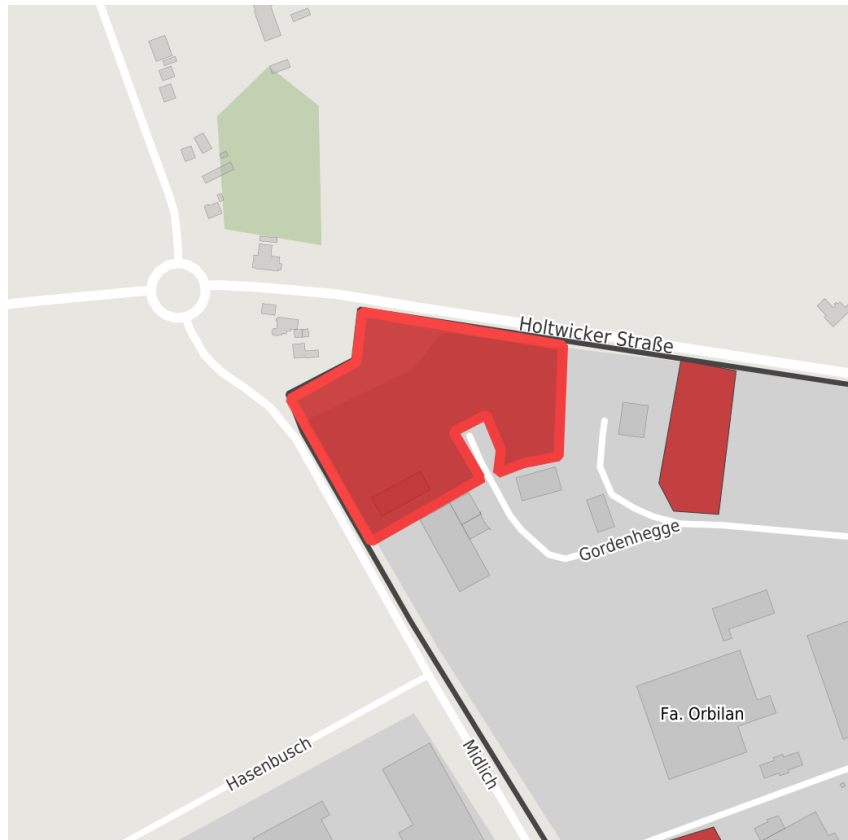 Holtwicker Straße
Gordenhegge
Fa. Orbilan
Midlich
Hasenbusch